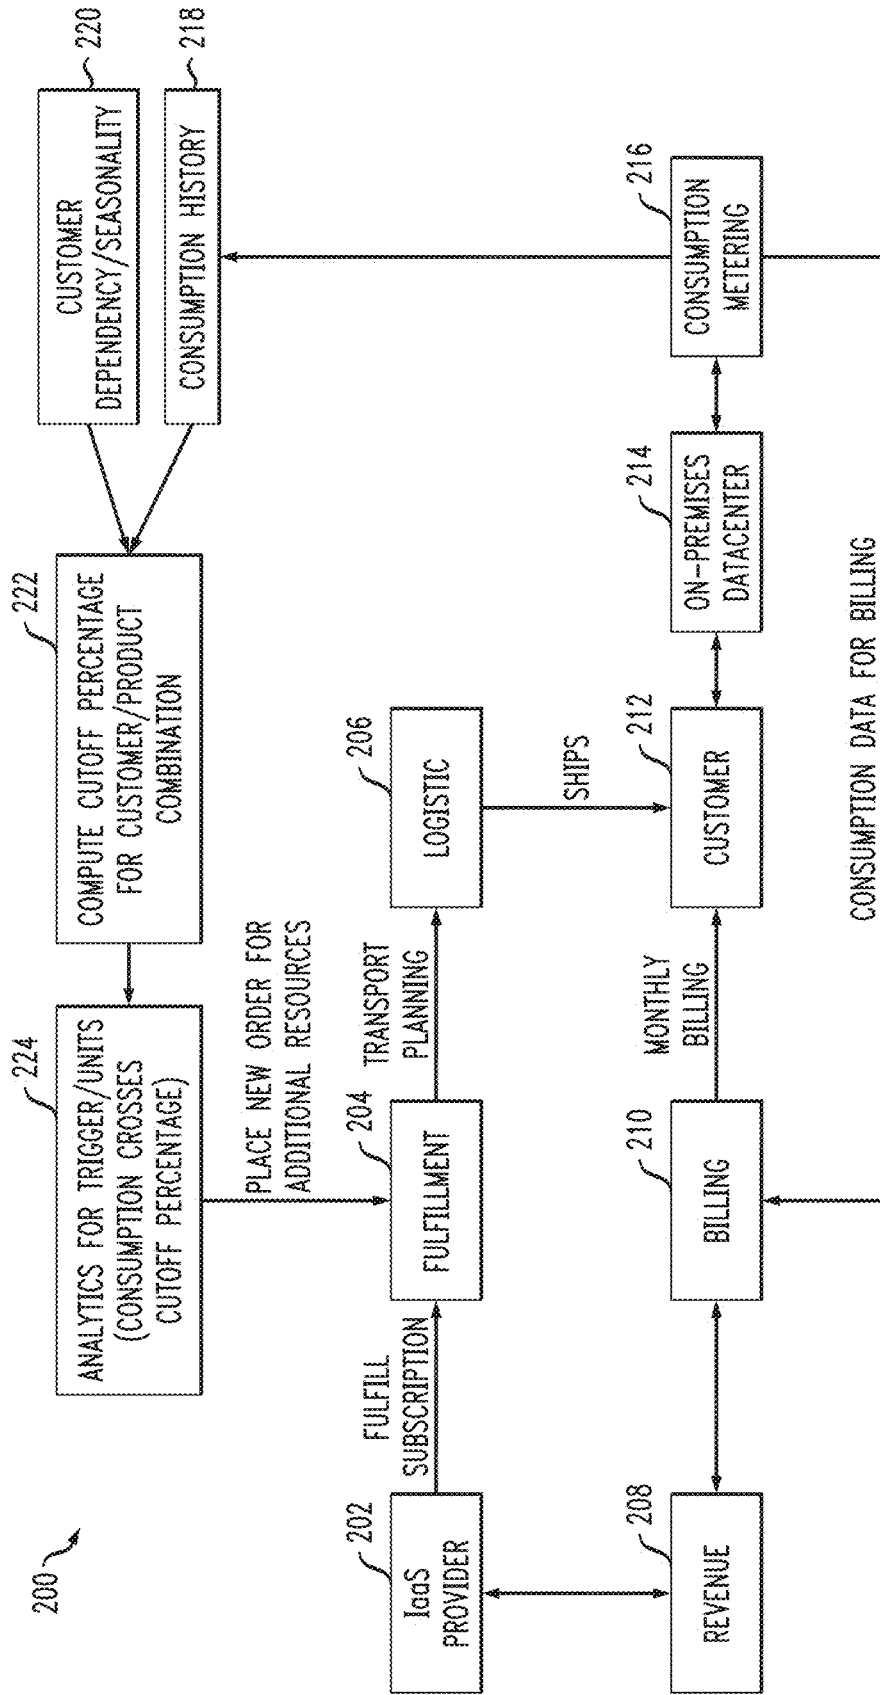 200
ANALYTICS FOR TRIGGER/UNITS
(CONSUMPTION CROSSES
CUTOFF PERCENTAGE)
224
COMPUTE CUTOFF PERCENTAGE
FOR CUSTOMER/PRODUCT
COMBINATION
222
CUSTOMER
DEPENDENCY/SEASONALITY
220
CONSUMPTION HISTORY
218
PLACE NEW ORDER FOR
ADDITIONAL RESOURCES
IaaS
PROVIDER
202
FULFILL
SUBSCRIPTION
FULFILLMENT
204
TRANSPORT
PLANNING
LOGISTIC
206
SHIPS
REVENUE
208
BILLING
210
MONTHLY
BILLING
CUSTOMER
212
ON-PREMISES
DATACENTER
214
CONSUMPTION
METERING
216
CONSUMPTION DATA FOR BILLING